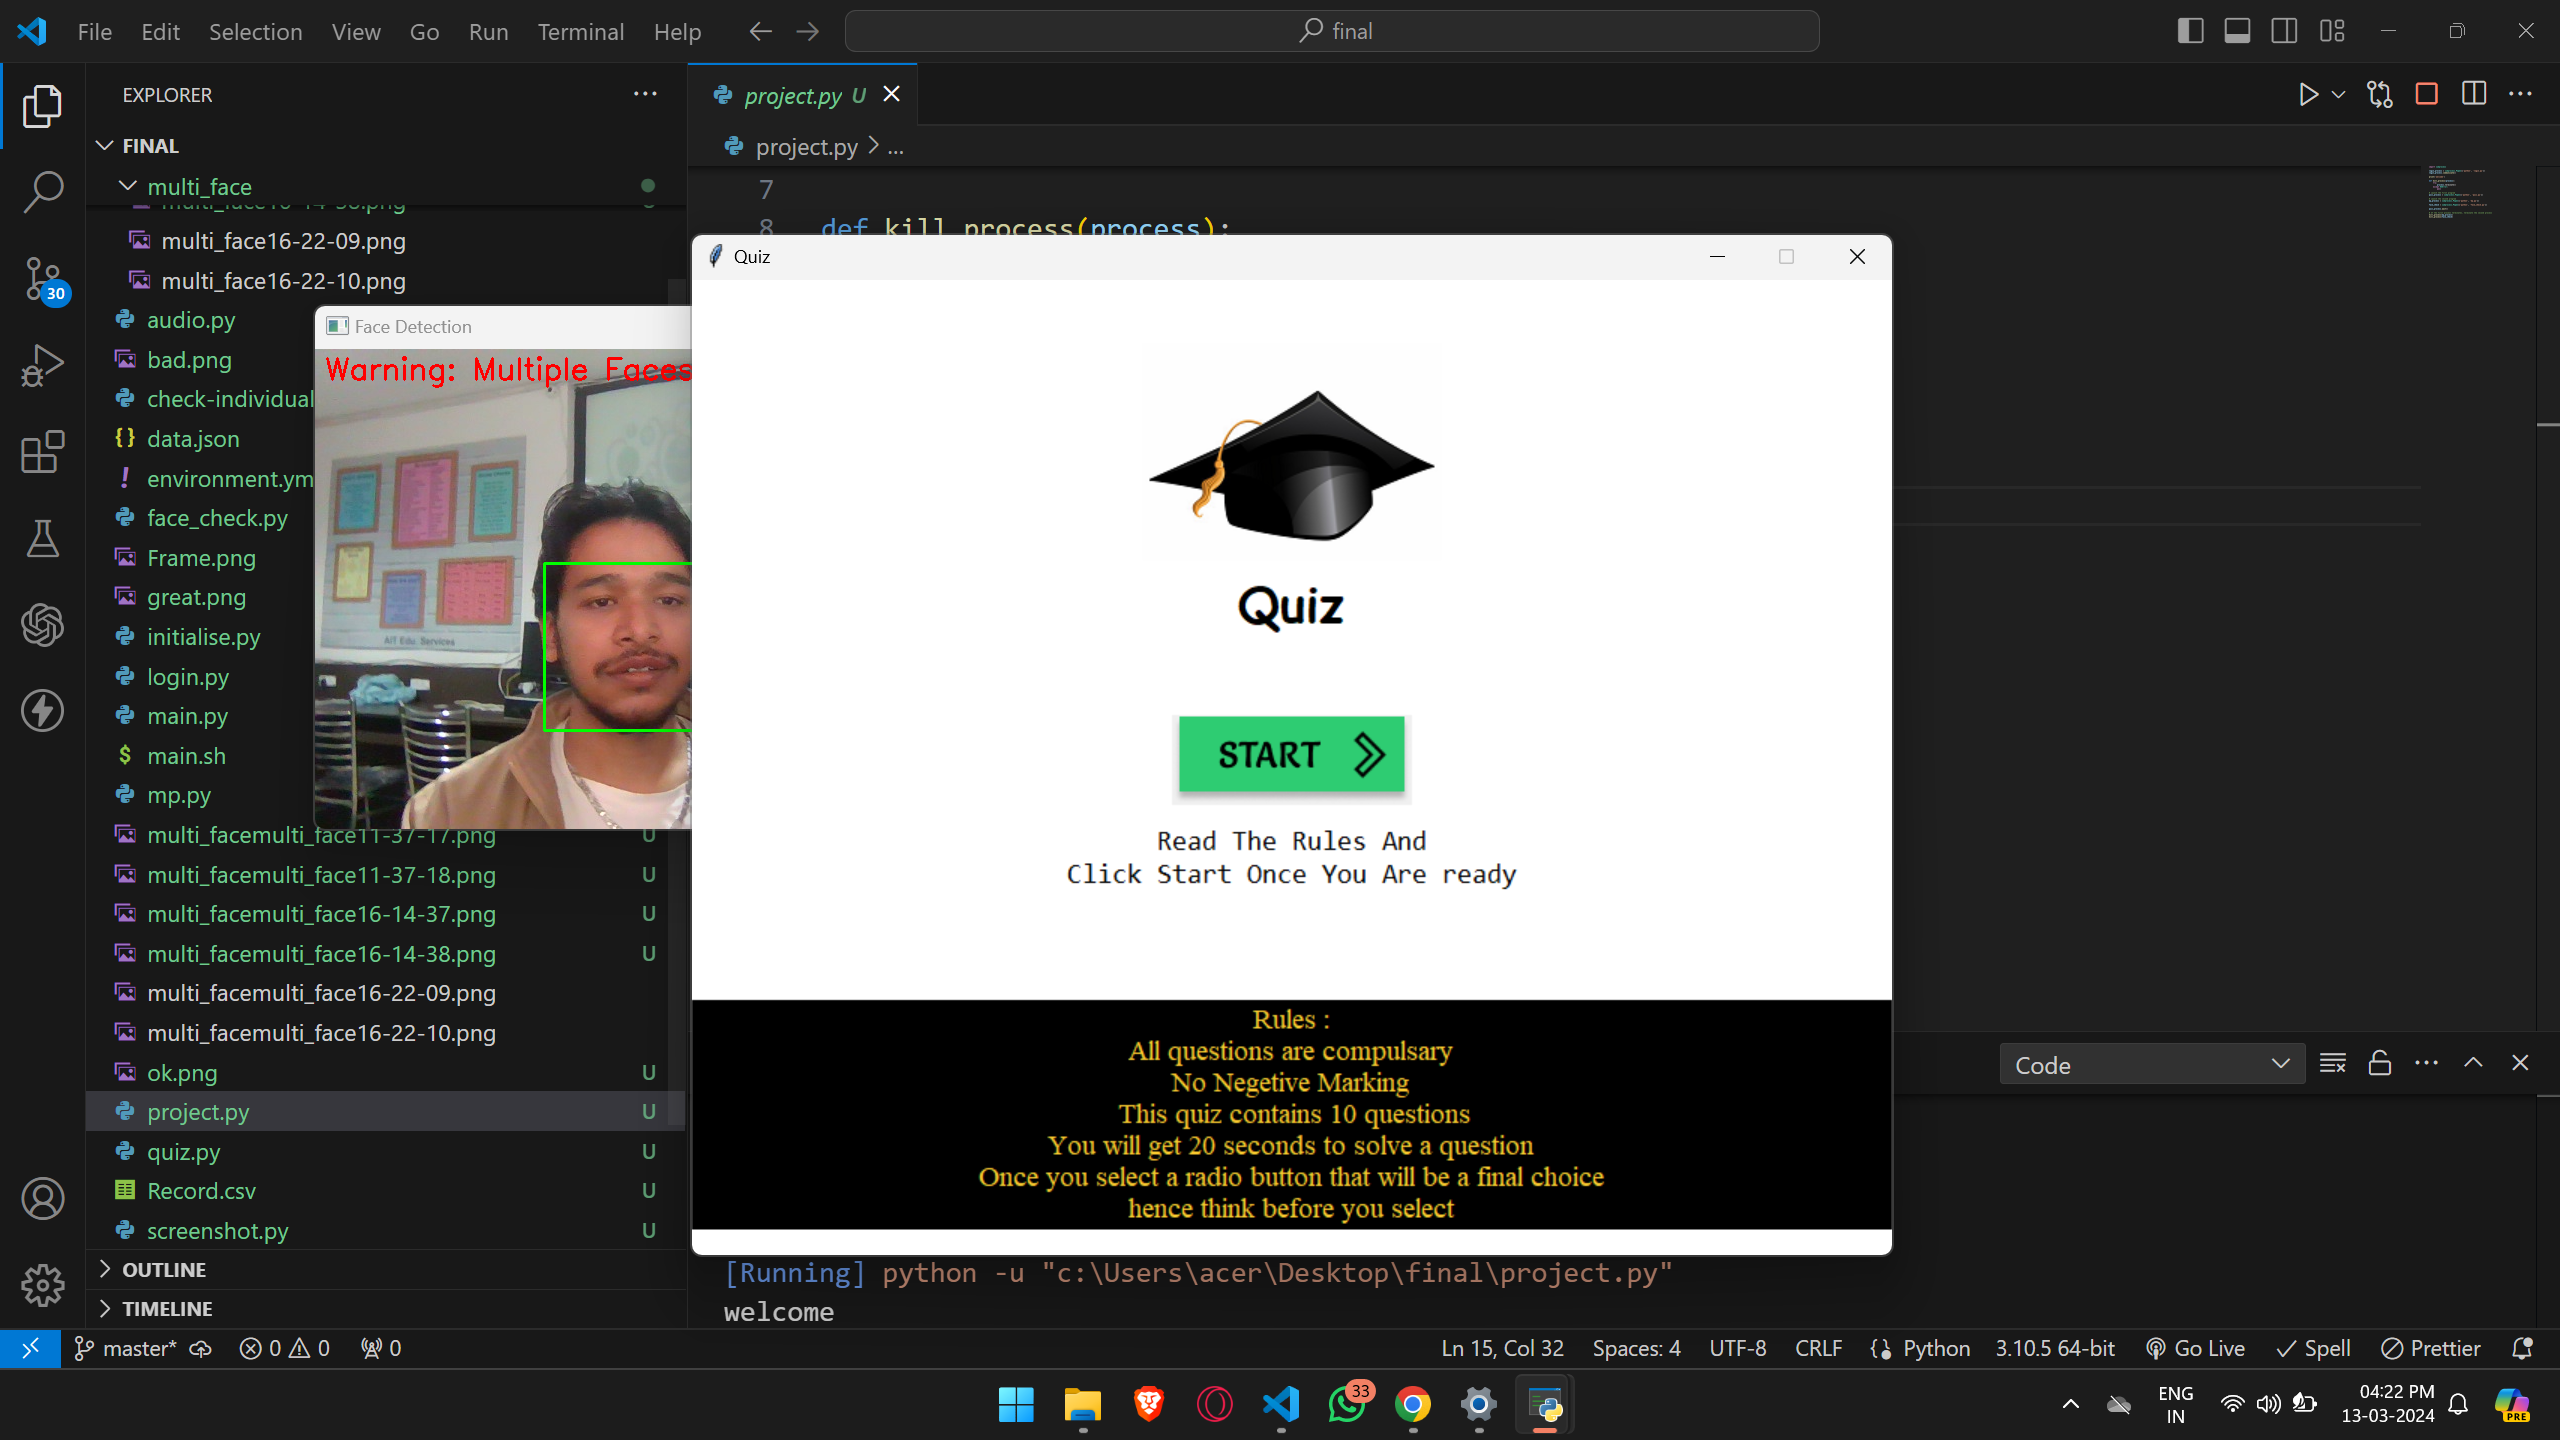 File Edit Selection View Go Run Terminal Help
final
EXPLORER
FINAL
multi_face
multi_face16-14-38.png
multi_face16-22-09.png
multi_face16-22-10.png
audio.py
bad.png
check-individual
data.json
environment.ym
face_check.py
Frame.png
great.png
initialise.py
login.py
main.py
main.sh
mp.py
multi_facemulti_face11-37-17.png U
multi_facemulti_face11-37-18.png U
multi_facemulti_face16-14-37.png U
multi_facemulti_face16-14-38.png U
multi_facemulti_face16-22-09.png
multi_facemulti_face16-22-10.png
ok.png U
project.py U
quiz.py U
Record.csv U
screenshot.py U
OUTLINE
TIMELINE
30
project.py U
project.py > ...
7
8 def kill_process(process):
Face Detection
Warning: Multiple Faces
AIT Edu. Services
Quiz
Quiz
START
Read The Rules And
Click Start Once You Are ready
Rules :
All questions are compulsary
No Negetive Marking
This quiz contains 10 questions
You will get 20 seconds to solve a question
Once you select a radio button that will be a final choice
hence think before you select
Code
[Running] python -u "c:\Users\acer\Desktop\final\project.py"
welcome
master* 0 0 0
Ln 15, Col 32 Spaces: 4 UTF-8 CRLF Python 3.10.5 64-bit Go Live Spell Prettier
33
ENG
IN
04:22 PM
13-03-2024
PRE